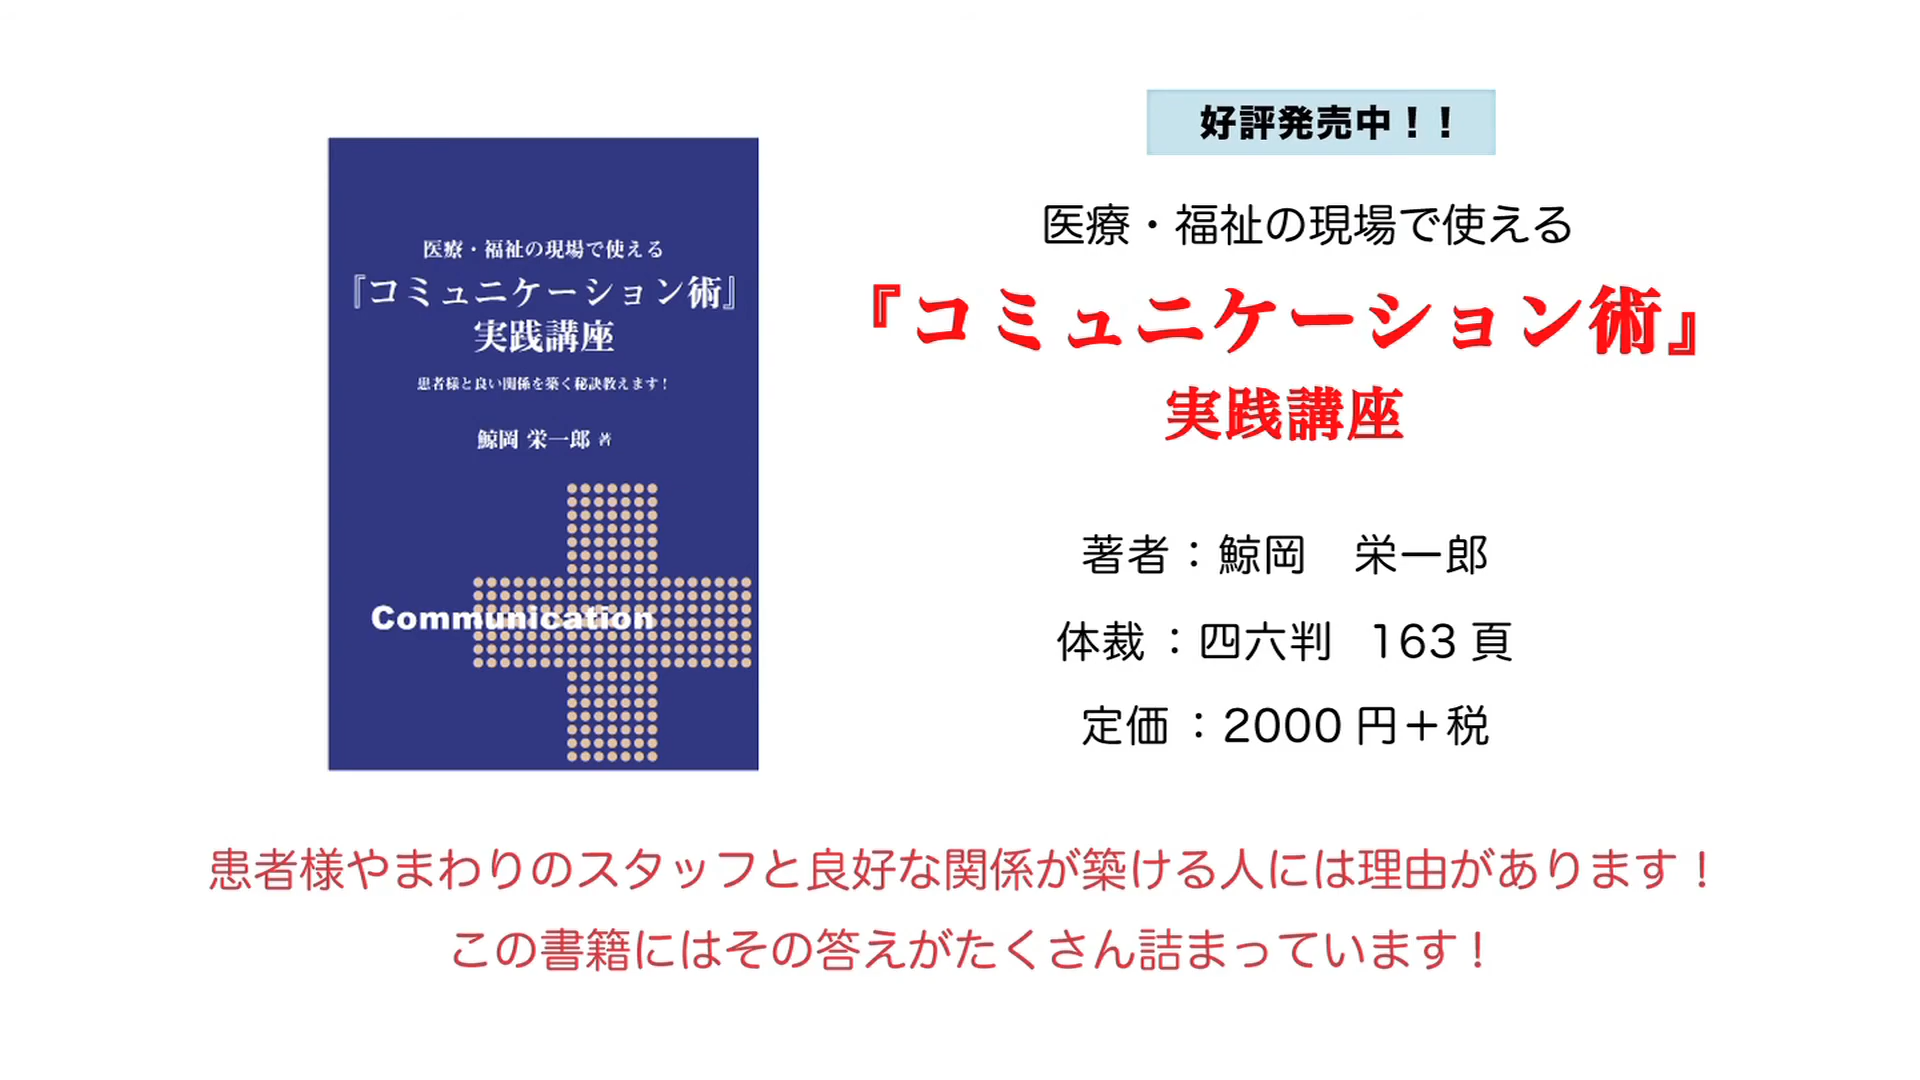 医療・福祉の現場で使える
『コミュニケーション術』
実践講座
患者様と良い関係を築く秘訣教えます！
鯨岡 栄一郎 著
Communication
好評発売中！！
医療・福祉の現場で使える
『コミュニケーション術』
実践講座
著者：鯨岡　栄一郎
体裁：四六判 163頁
定価：2000円＋税
患者様やまわりのスタッフと良好な関係が築ける人には理由があります！
この書籍にはその答えがたくさん詰まっています！